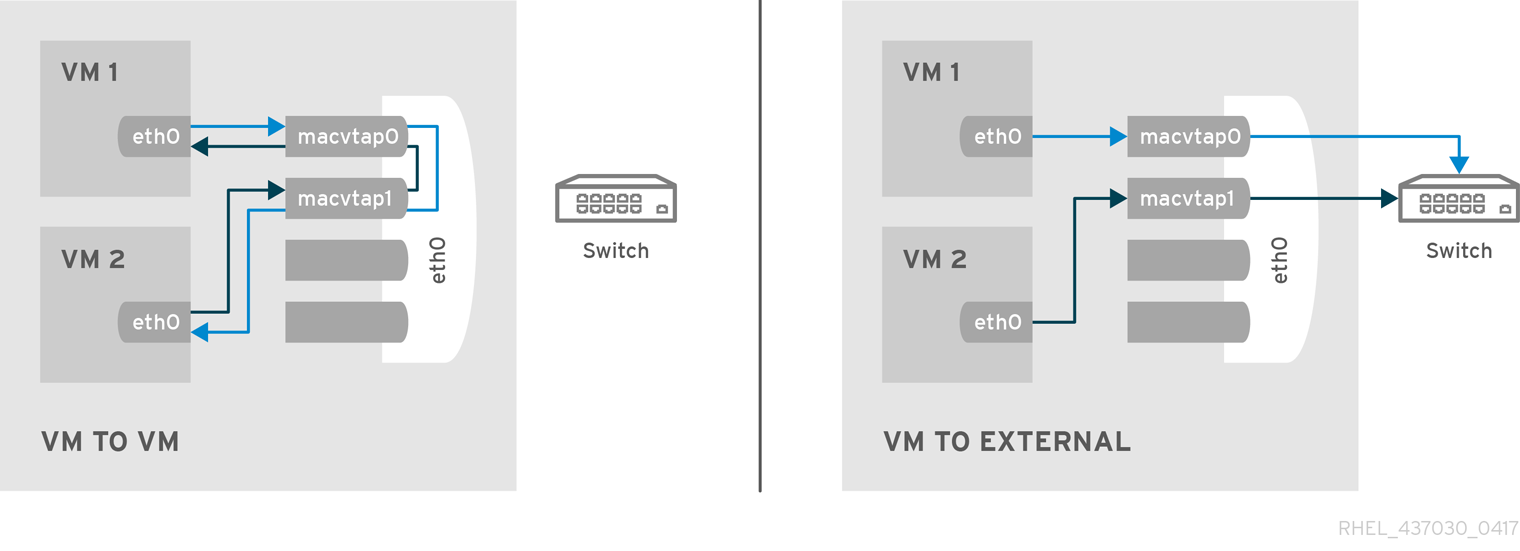 VM 1
eth0
macvtap0
macvtap1
VM 2
eth0
eth0
Switch
VM TO VM
VM 1
eth0
macvtap0
macvtap1
VM 2
eth0
eth0
Switch
VM TO EXTERNAL
RHEL_437030_0417